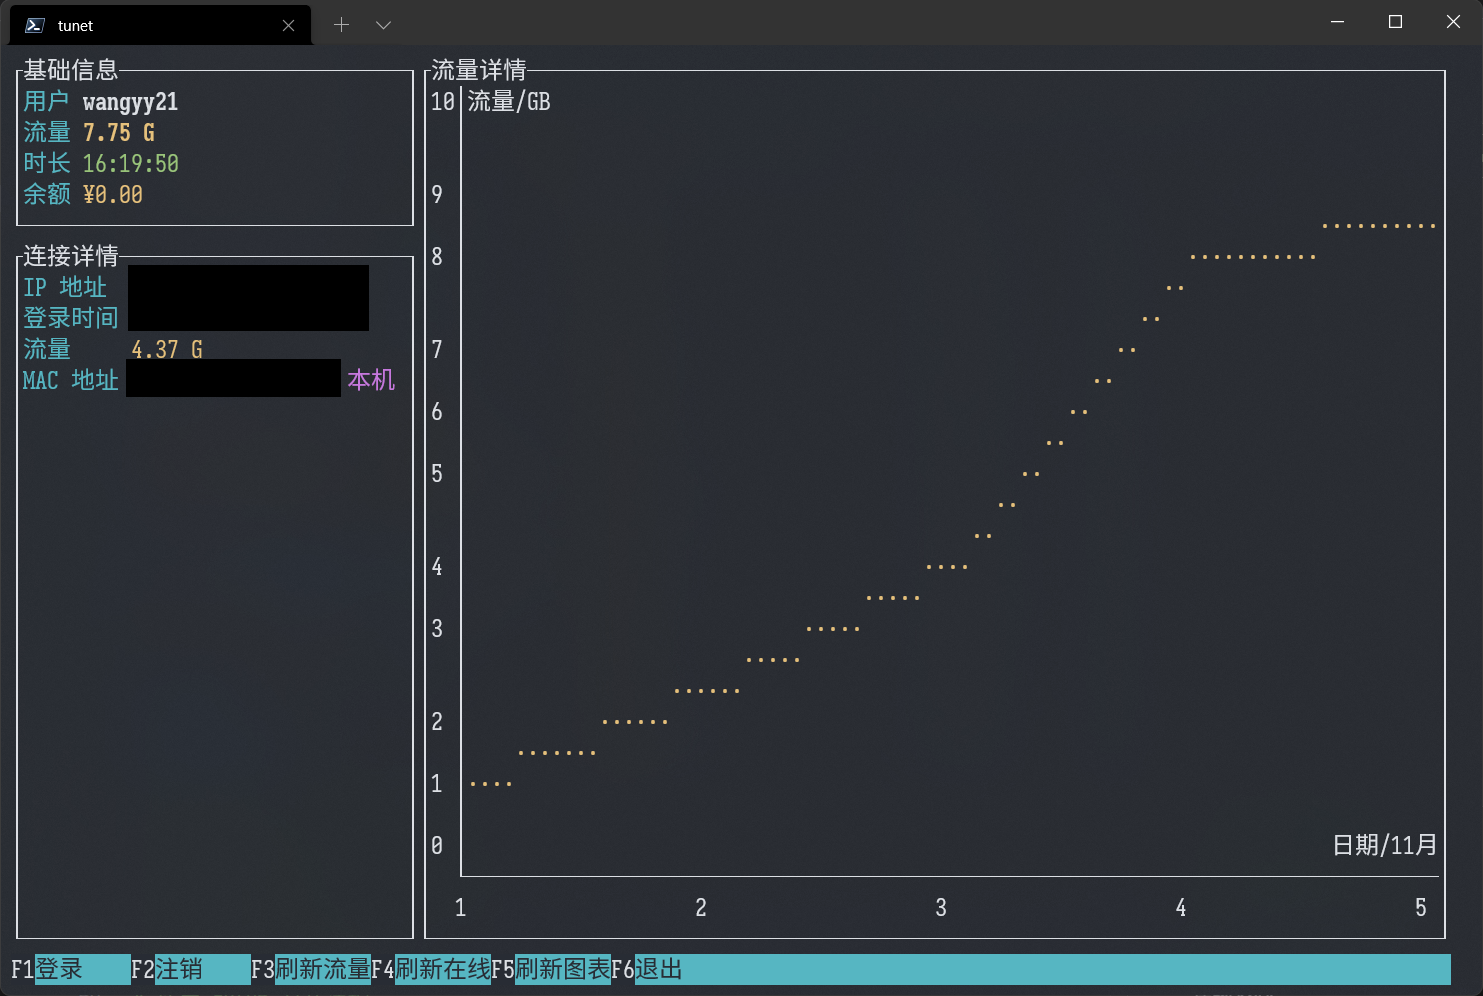 tunet
基础信息
用户 wangyy21
流量 7.75 G
时长 16:19:50
余额 ¥0.00
连接详情
IP 地址
登录时间
流量 4.37 G
MAC 地址 本机
流量详情
10 流量/GB
9
8
7
6
5
4
3
2
1
0
日期/11月
1 2 3 4 5
F1登录 F2注销 F3刷新流量F4刷新在线F5刷新图表F6退出